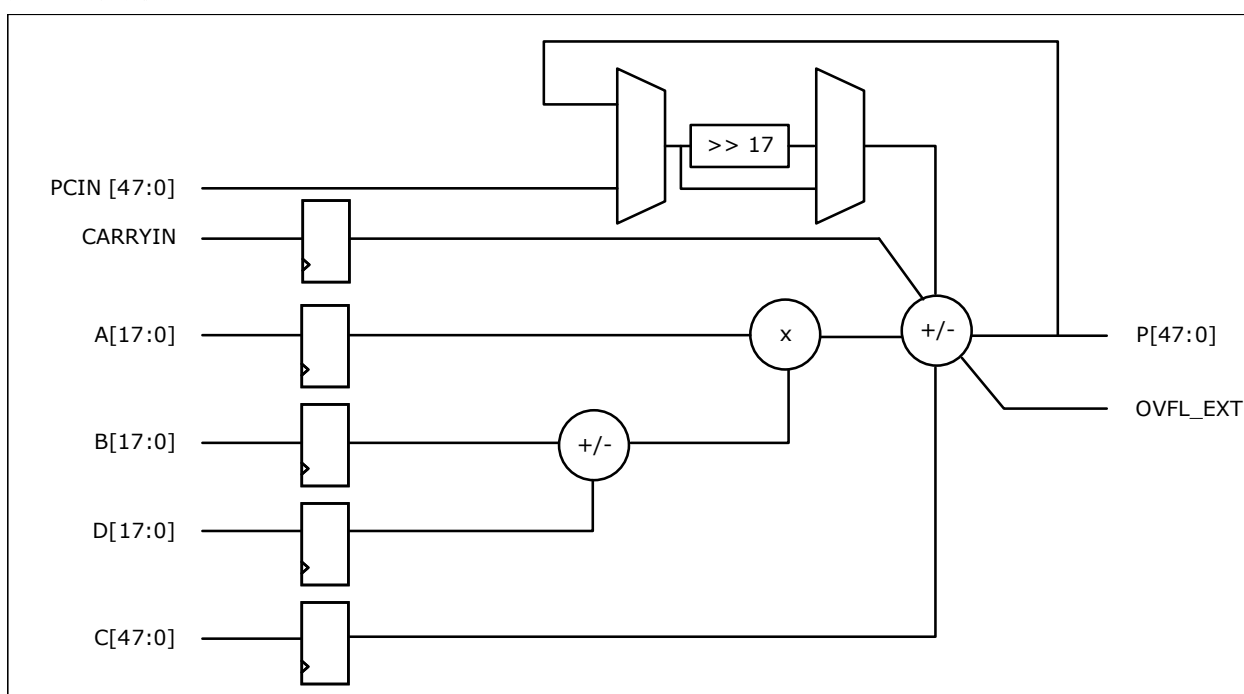 >> 17
PCIN [47:0]
CARRYIN
A[17:0]
x
+/-
P[47:0]
OVFL_EXT
B[17:0]
+/-
D[17:0]
C[47:0]